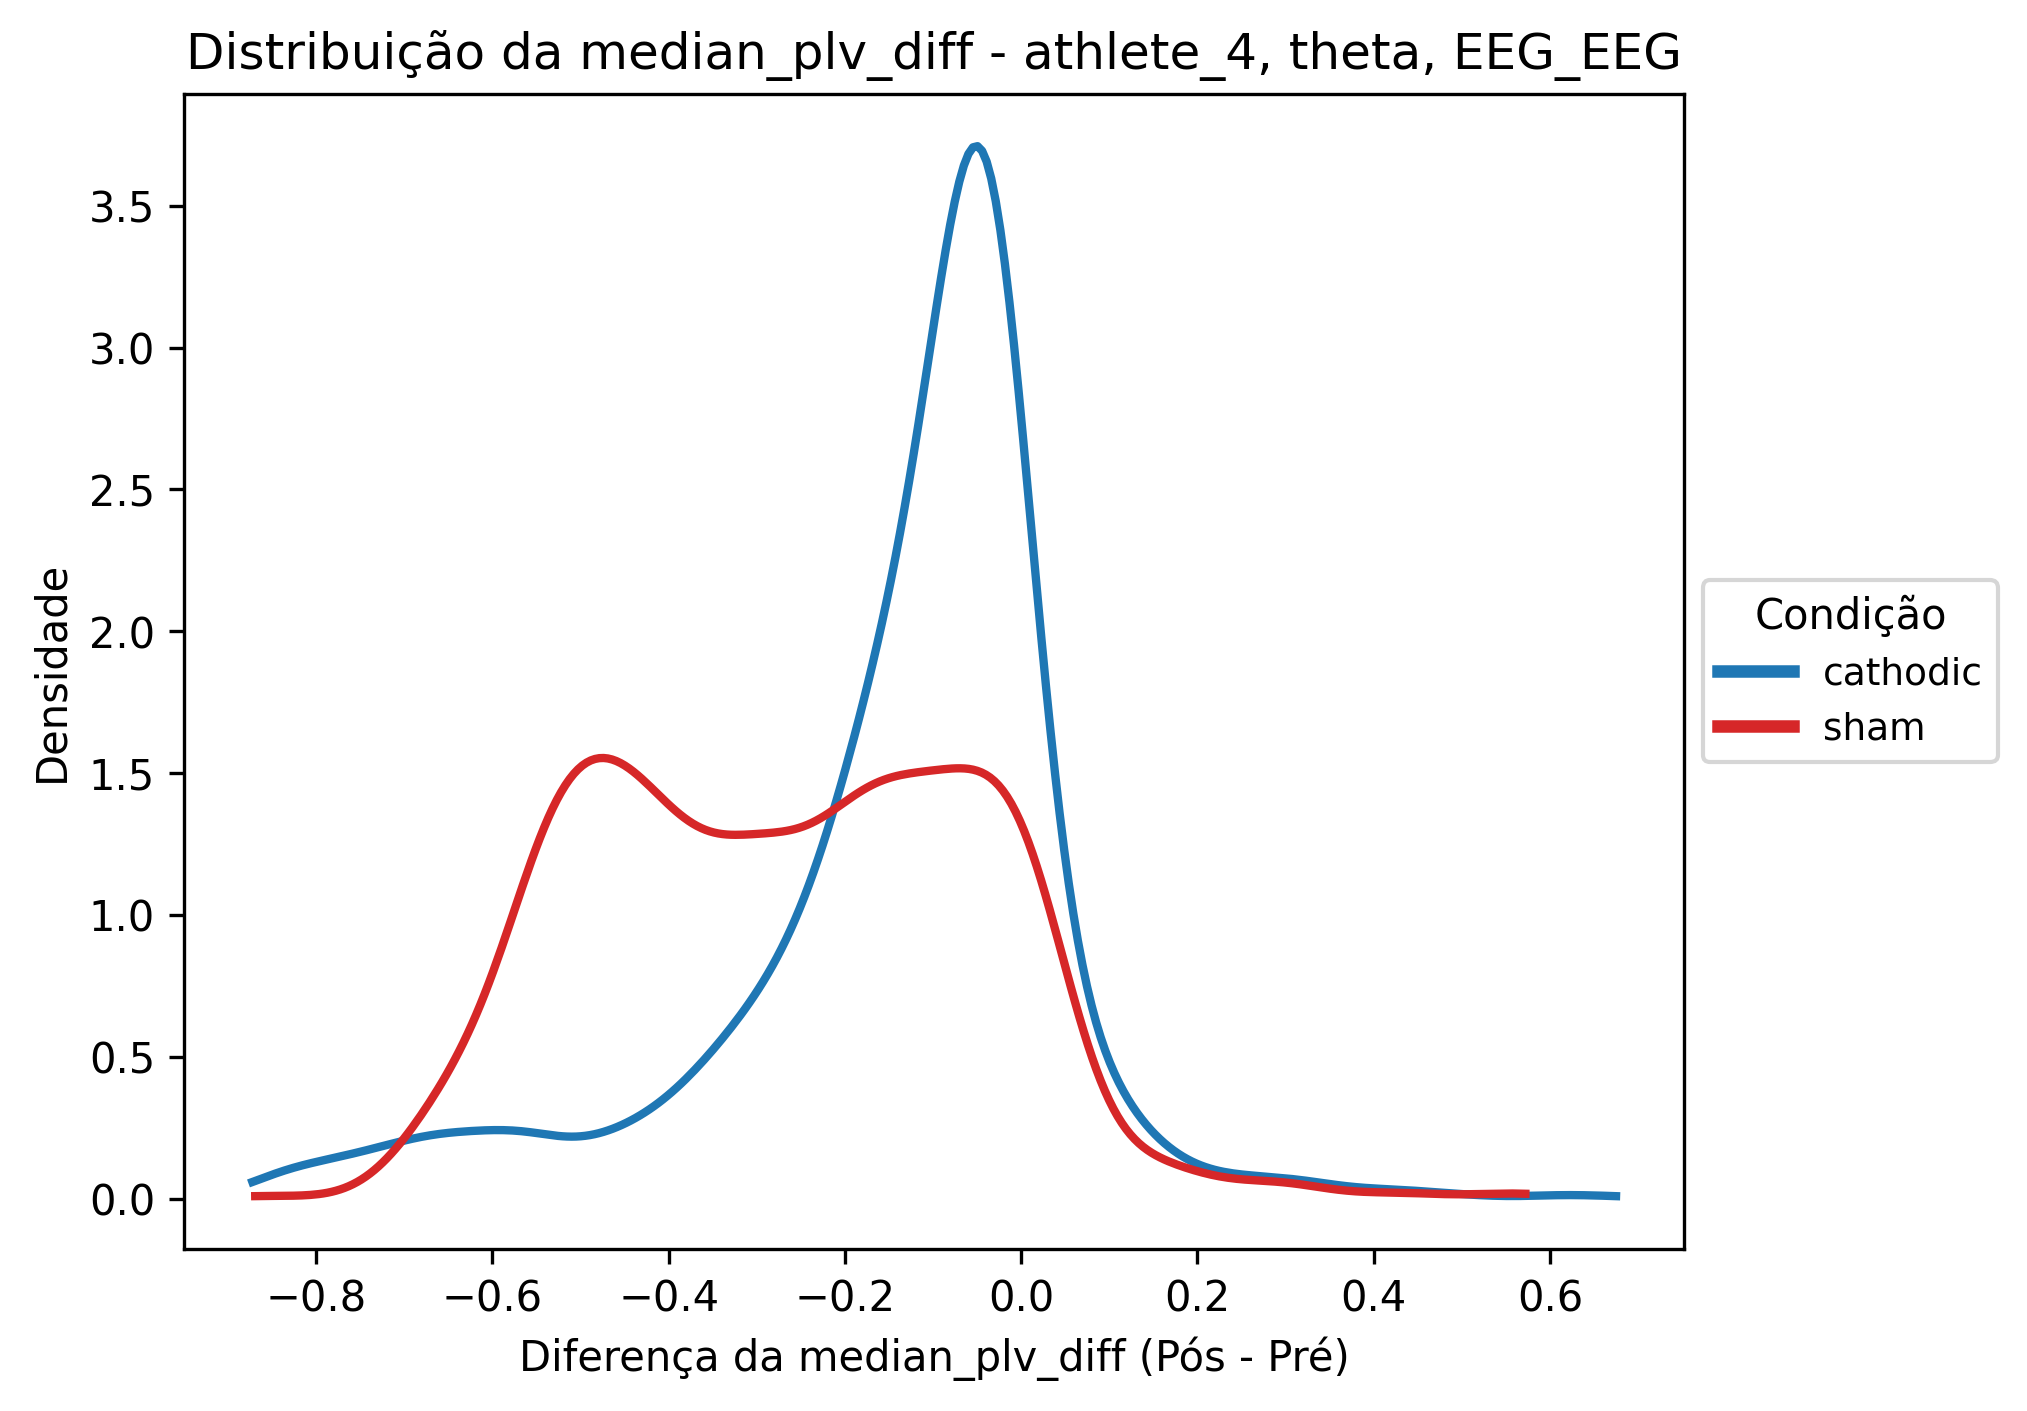 Distribuição da median_plv_diff - athlete_4, theta, EEG_EEG
Densidade
3.5
3.0
2.5
2.0
1.5
1.0
0.5
0.0
−0.8 −0.6 −0.4 −0.2 0.0 0.2 0.4 0.6
Diferença da median_plv_diff (Pós - Pré)
Condição
cathodic
sham